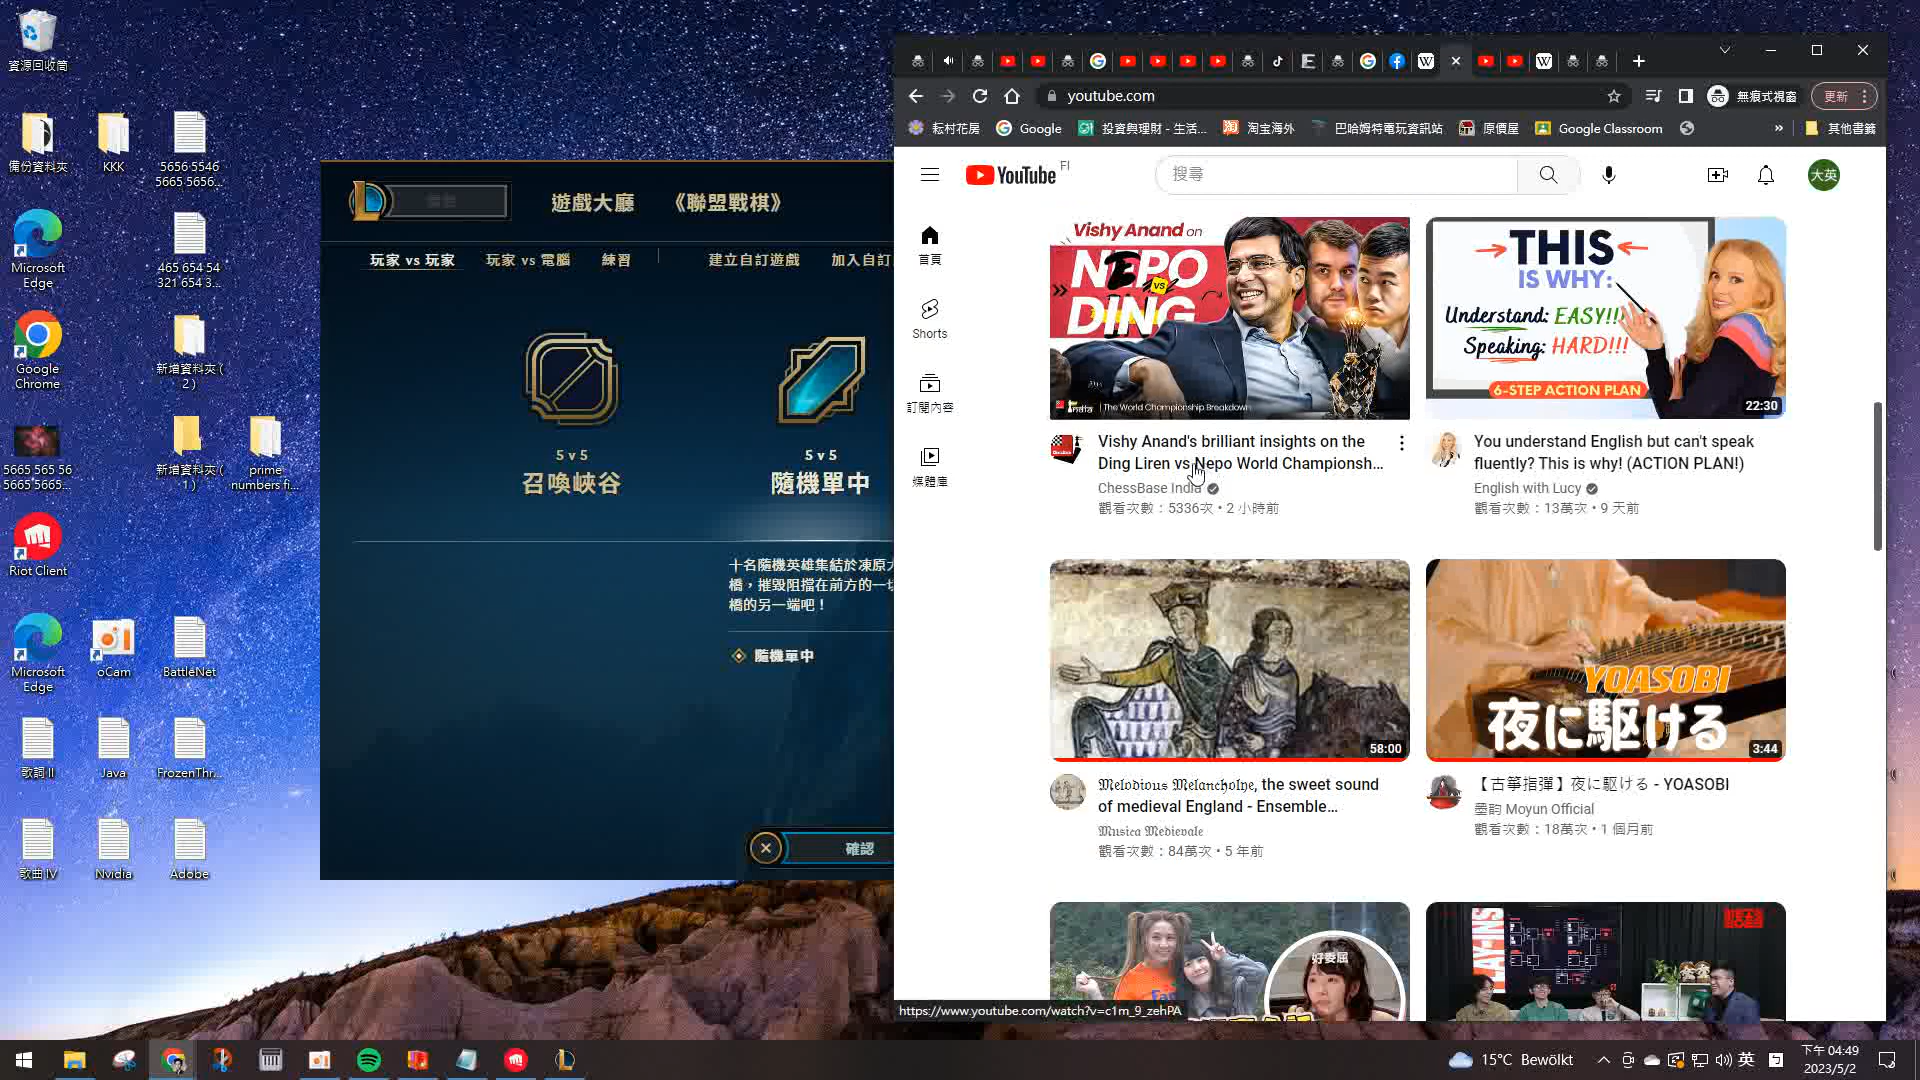 資源回收筒
備份資料夾
KKK
5656 5546
5665 5656...
Microsoft
Edge
465 654 54
321 654 3...
Google
Chrome
新增資料夾 (
2 )
5665 565 56
5665 5665...
新增資料夾 (
1 )
prime
numbers fi...
Riot Client
Microsoft
Edge
oCam
BattleNet
歌詞 II
Java
FrozenThr...
歌曲 IV
Nvidia
Adobe
遊戲大廳
《聯盟戰棋》
玩家 vs 玩家
玩家 vs 電腦
練習
建立自訂遊戲
加入自訂
5 v 5
召喚峽谷
5 v 5
隨機單中
十名隨機英雄集結於凍原
橋，摧毀阻擋在前方的一切
橋的另一端吧！
隨機單中
確認
youtube.com
無痕式視窗
更新
耘村花房
Google
投資與理財 - 生活...
淘宝海外
巴哈姆特電玩資訊站
原價屋
Google Classroom
»
其他書籤
YouTube FI
搜尋
大英
首頁
Shorts
訂閱內容
媒體庫
Vishy Anand on
NEPO
VS
DING
India | The World Championship Breakdown
Vishy Anand's brilliant insights on the
Ding Liren vs Nepo World Championsh...
ChessBase India
觀看次數：5336次 • 2 小時前
THIS
IS WHY:
Understand: EASY!!!
Speaking: HARD!!!
6-STEP ACTION PLAN
22:30
You understand English but can't speak
fluently? This is why! (ACTION PLAN!)
English with Lucy
觀看次數：13萬次 • 9 天前
58:00
𝔐𝔢𝔩𝔬𝔡𝔦𝔬𝔲𝔰 𝔐𝔢𝔩𝔞𝔫𝔠𝔥𝔬𝔩𝔶𝔢, the sweet sound
of medieval England - Ensemble...
𝔐𝔲𝔰𝔦𝔠𝔞 𝔐𝔢𝔡𝔦𝔢𝔳𝔞𝔩𝔢
觀看次數：84萬次 • 5 年前
YOASOBI
夜に駆ける
3:44
【古箏指彈】夜に駆ける - YOASOBI
墨韵 Moyun Official
觀看次數：18萬次 • 1 個月前
好委屈
PLAY-INS
https://www.youtube.com/watch?v=c1m_9_zehPA
15°C Bewölkt
英
下午 04:49
2023/5/2